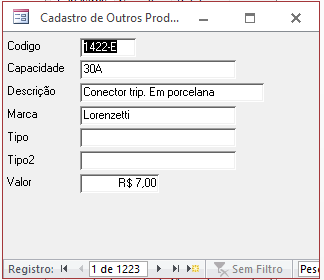 Cadastro de Outros Prod...
Codigo 1422-E
Capacidade 30A
Descrição Conector trip. Em porcelana
Marca Lorenzetti
Tipo
Tipo2
Valor R$ 7,00
Registro: 1 de 1223 Sem Filtro Pes